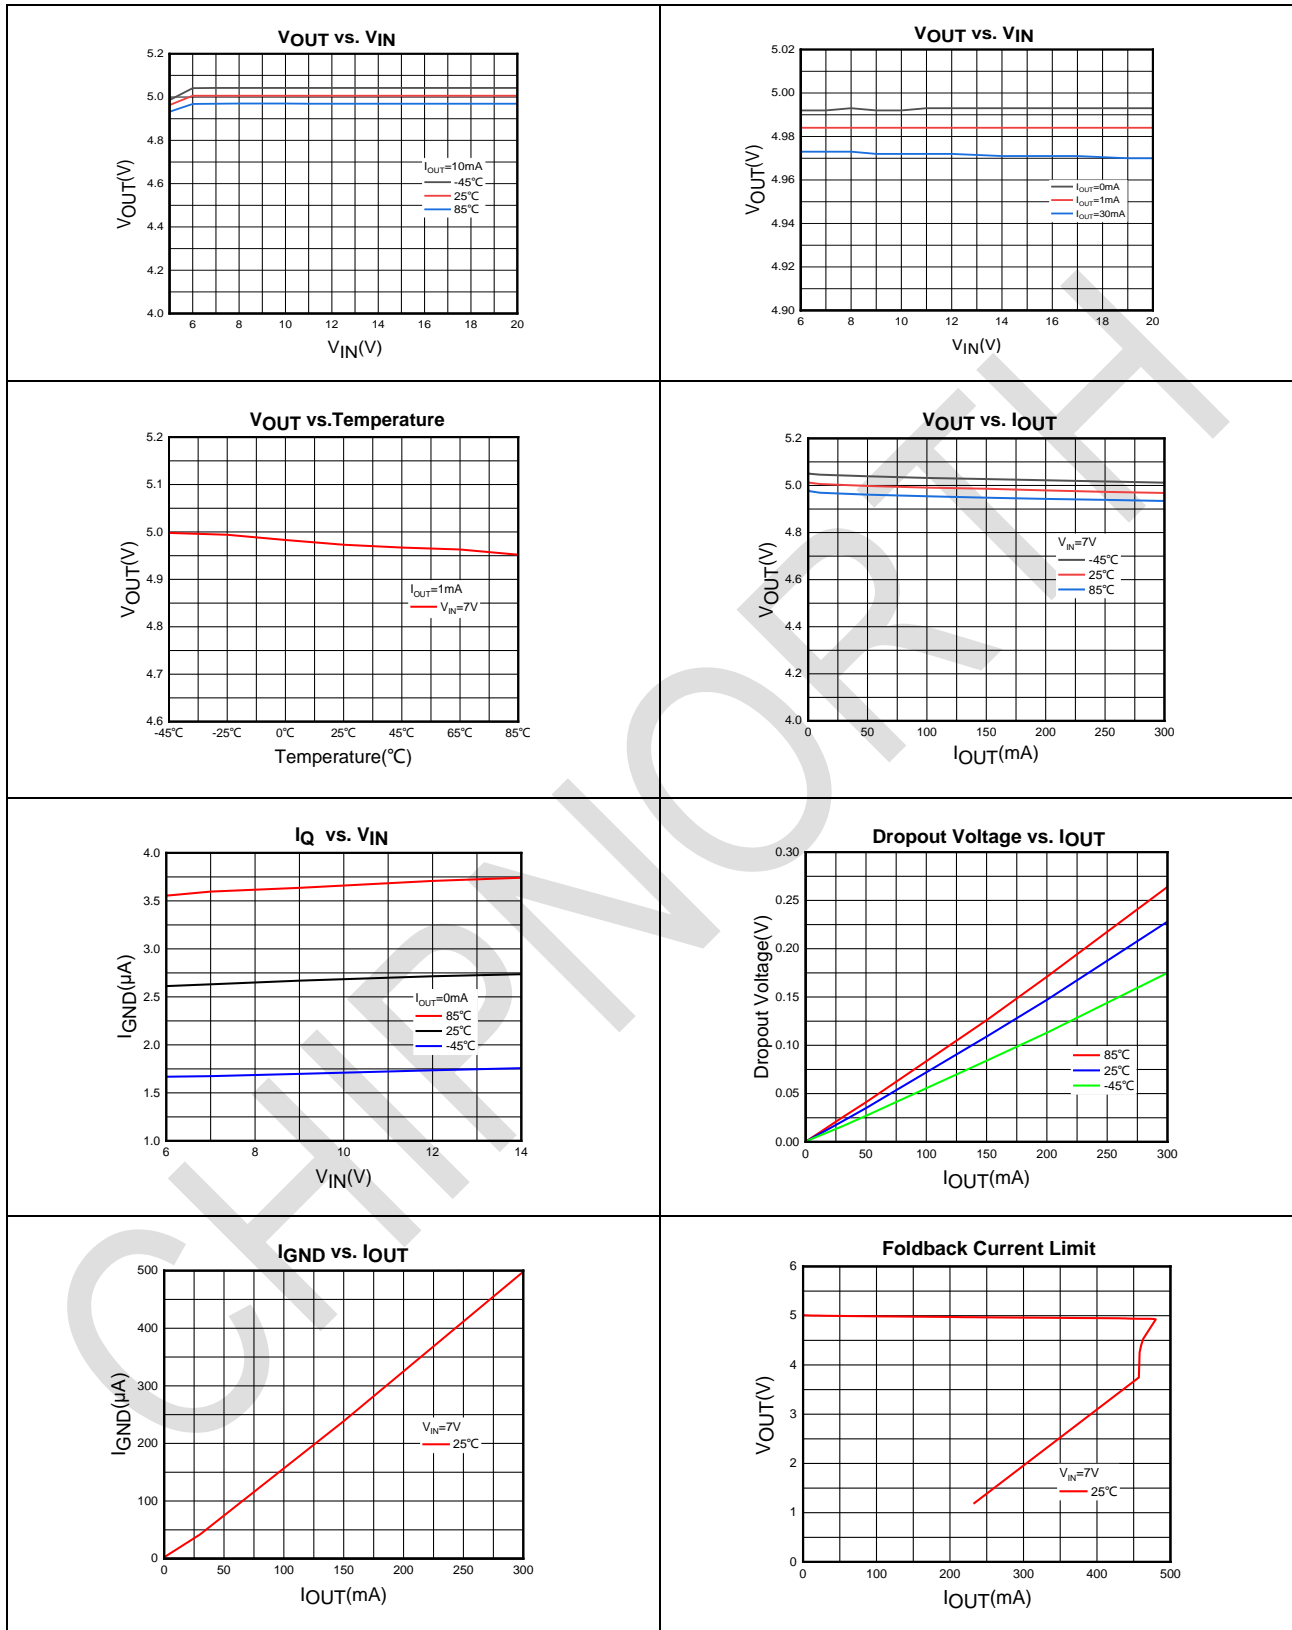 VOUT vs. VIN
5.2
5.0
4.8
4.6
4.4
4.2
4.0
VOUT(V)
IOUT=10mA
-45℃
25℃
85℃
6 8 10 12 14 16 18 20
VIN(V)
VOUT vs. VIN
5.02
5.00
4.98
4.96
4.94
4.92
4.90
VOUT(V)
IOUT=0mA
IOUT=1mA
IOUT=30mA
6 8 10 12 14 16 18 20
VIN(V)
VOUT vs.Temperature
5.2
5.1
5.0
4.9
4.8
4.7
4.6
VOUT(V)
IOUT=1mA
VIN=7V
-45℃ -25℃ 0℃ 25℃ 45℃ 65℃ 85℃
Temperature(℃)
VOUT vs. IOUT
5.2
5.0
4.8
4.6
4.4
4.2
4.0
VOUT(V)
VIN=7V
-45℃
25℃
85℃
0 50 100 150 200 250 300
IOUT(mA)
IQ vs. VIN
4.0
3.5
3.0
2.5
2.0
1.5
1.0
IGND(µA)
IOUT=0mA
85℃
25℃
-45℃
6 8 10 12 14
VIN(V)
Dropout Voltage vs. IOUT
0.30
0.25
0.20
0.15
0.10
0.05
0.00
Dropout Voltage(V)
85℃
25℃
-45℃
0 50 100 150 200 250 300
IOUT(mA)
IGND vs. IOUT
500
400
300
200
100
0
IGND(µA)
VIN=7V
25℃
0 50 100 150 200 250 300
IOUT(mA)
Foldback Current Limit
6
5
4
3
2
1
0
VOUT(V)
VIN=7V
25℃
0 100 200 300 400 500
IOUT(mA)
CHIPNORTH